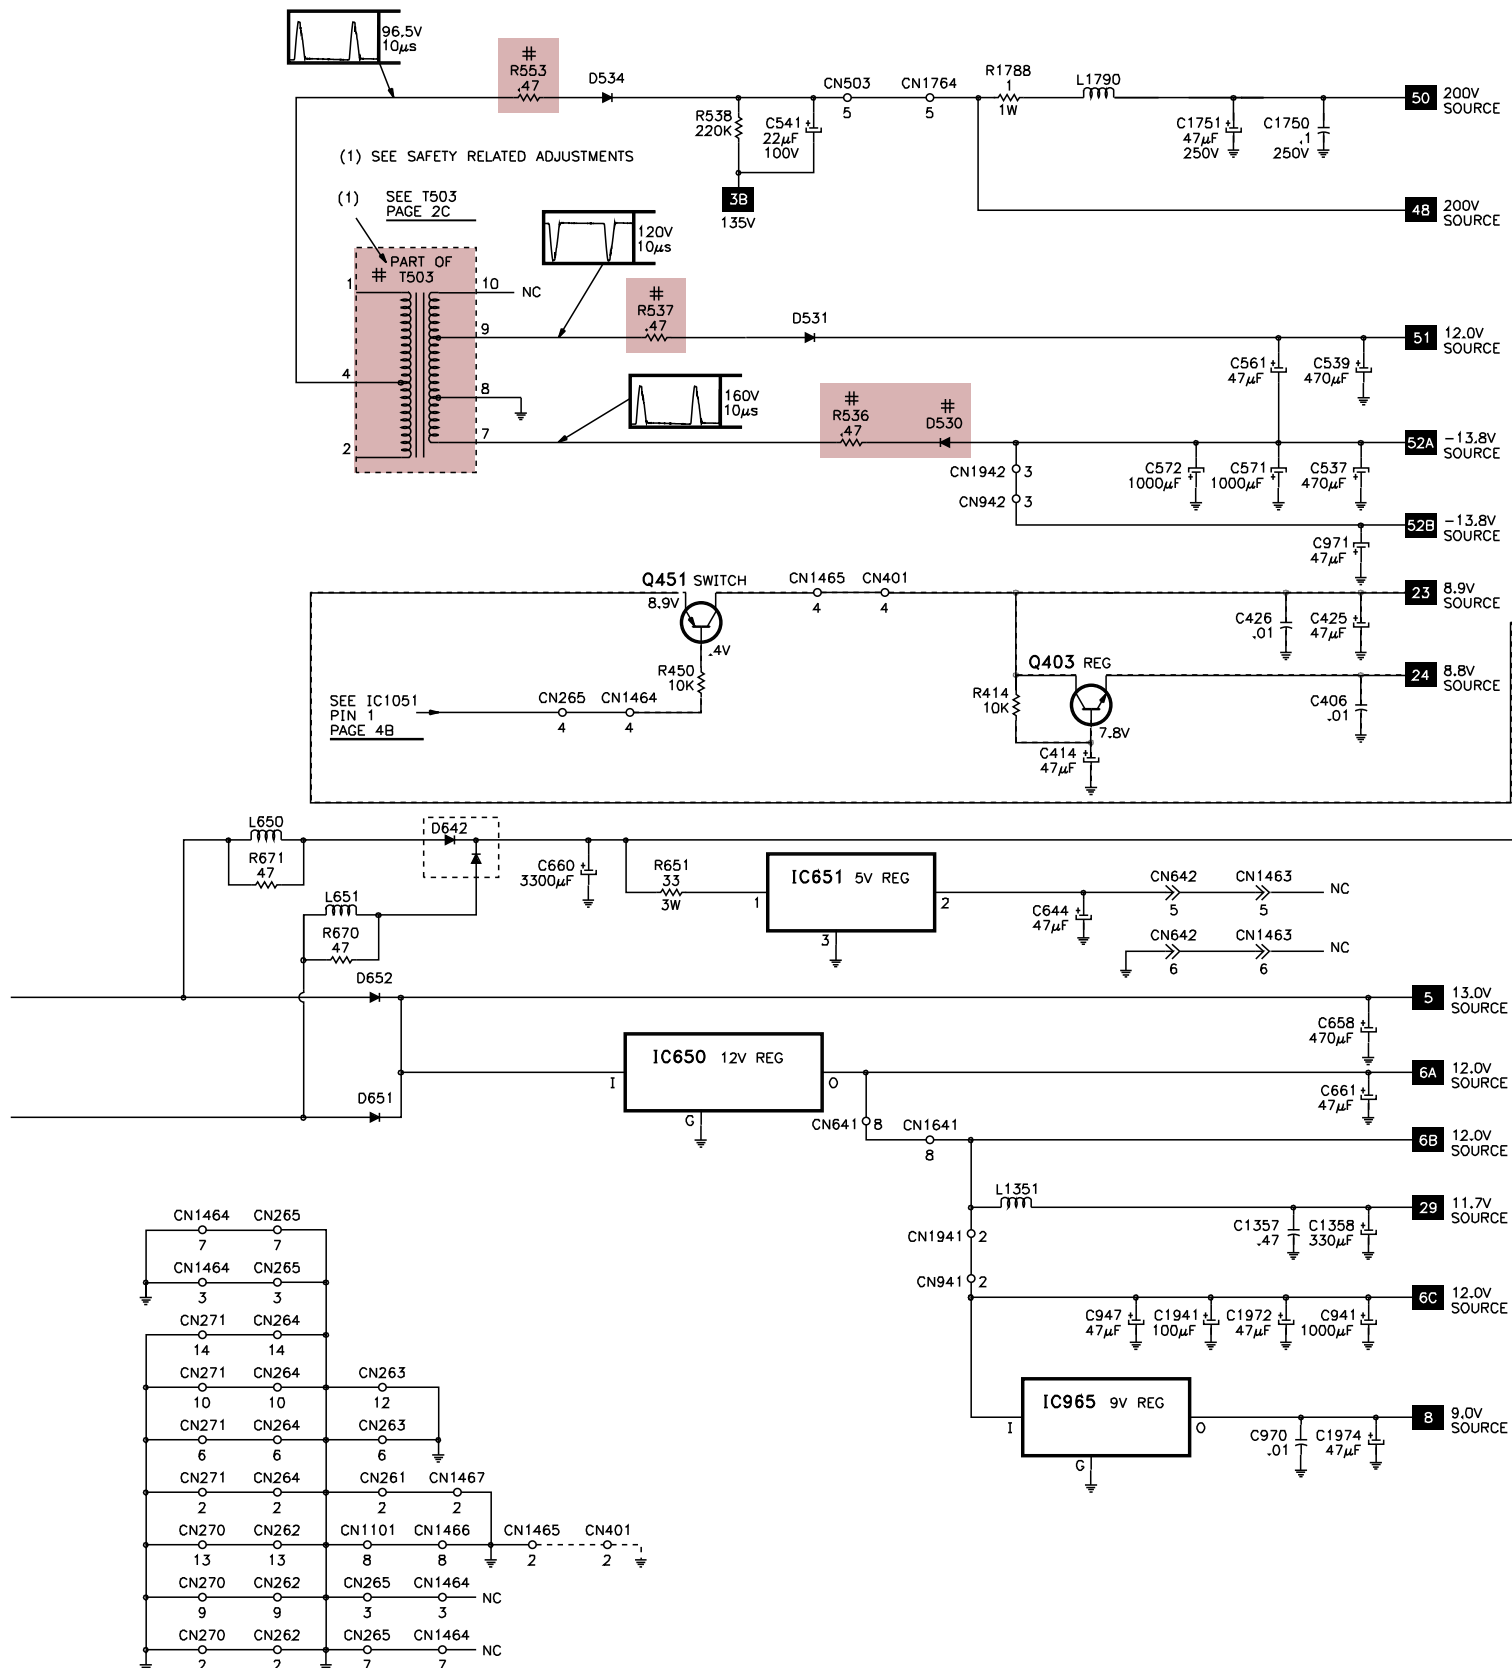 96.5V
10µs
#
R553
.47
D534
CN503
5
CN1764
5
R1788
1
1W
L1790
50
200V
SOURCE
R538
220K
C541
22µF
100V
+
C1751
47µF
250V
+
C1750
.1
250V
3B
135V
48
200V
SOURCE
(1) SEE SAFETY RELATED ADJUSTMENTS
(1)
SEE T503
PAGE 2C
120V
10µs
PART OF
# T503
1
10
NC
9
4
8
7
2
#
R537
.47
D531
51
12.0V
SOURCE
C561
47µF
+
C539
470µF
+
160V
10µs
#
R536
.47
#
D530
52A
-13.8V
SOURCE
CN1942
3
CN942
3
C572
1000µF
+
C571
1000µF
+
C537
470µF
+
52B
-13.8V
SOURCE
C971
47µF
+
Q451 SWITCH
8.9V
.4V
CN1465
4
CN401
4
23
8.9V
SOURCE
C426
.01
C425
47µF
+
R450
10K
Q403 REG
7.8V
R414
10K
24
8.8V
SOURCE
C406
.01
SEE IC1051
PIN 1
PAGE 4B
CN265
4
CN1464
4
C414
47µF
+
L650
R671
47
D642
L651
R670
47
C660
3300µF
+
R651
33
3W
1
IC651 5V REG
2
3
C644
47µF
+
CN642
5
CN1463
5
NC
CN642
6
CN1463
6
NC
D652
5
13.0V
SOURCE
C658
470µF
+
I
IC650 12V REG
O
G
6A
12.0V
SOURCE
C661
47µF
+
D651
CN641
8
CN1641
8
6B
12.0V
SOURCE
L1351
29
11.7V
SOURCE
C1357
.47
C1358
330µF
+
CN1941
2
CN941
2
6C
12.0V
SOURCE
C947
47µF
+
C1941
100µF
+
C1972
47µF
+
C941
1000µF
+
I
IC965 9V REG
O
G
8
9.0V
SOURCE
C970
.01
C1974
47µF
+
CN1464 CN265
7 7
CN1464 CN265
3 3
CN271 CN264
14 14
CN271 CN264 CN263
10 10 12
CN271 CN264 CN263
6 6 6
CN271 CN264 CN261 CN1467
2 2 2 2
CN270 CN262 CN1101 CN1466 CN1465 CN401
13 13 8 8 2 2
CN270 CN262 CN265 CN1464 NC
9 9 3 3
CN270 CN262 CN265 CN1464 NC
2 2 7 7